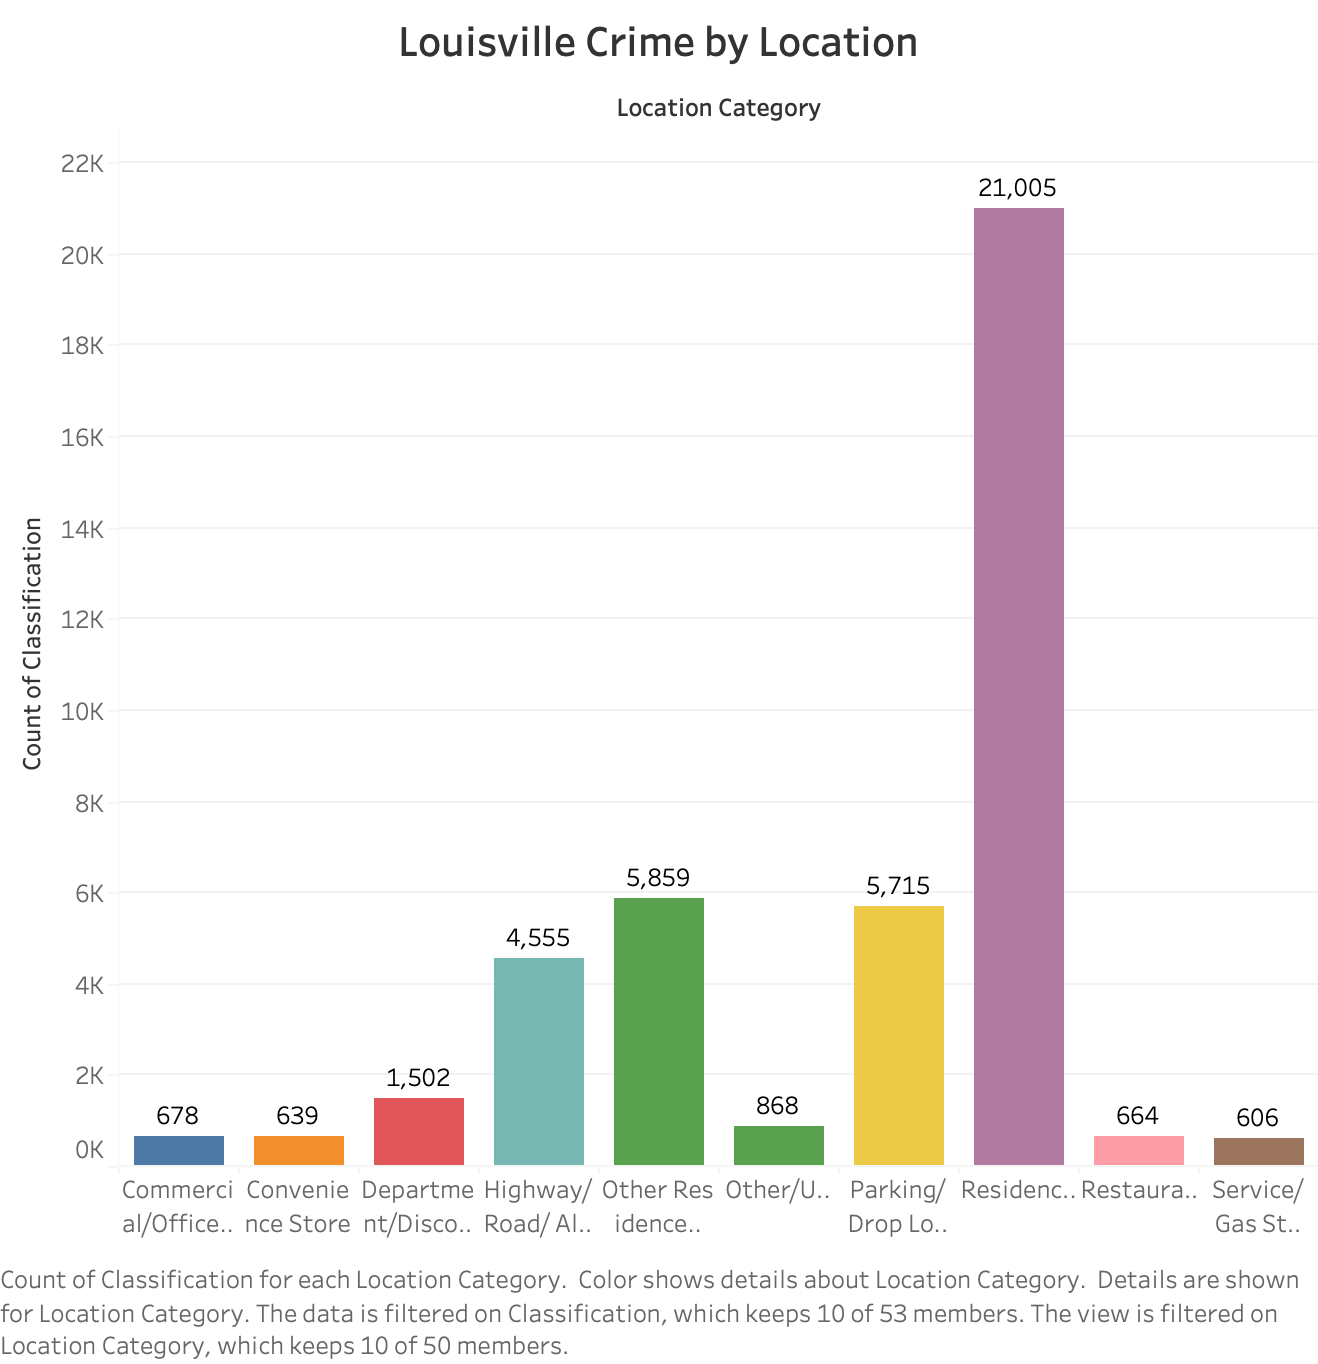 Louisville Crime by Location
Location Category
22K
20K
18K
16K
14K
12K
10K
8K
6K
4K
2K
0K
Count of Classification
678
639
1,502
4,555
5,859
868
5,715
21,005
664
606
Commerci
al/Office..
Convenie
nce Store
Departme
nt/Disco..
Highway/
Road/ Al..
Other Res
idence..
Other/U..
Parking/
Drop Lo..
Residenc..
Restaura..
Service/
Gas St..
Count of Classification for each Location Category.  Color shows details about Location Category.  Details are shown
for Location Category. The data is filtered on Classification, which keeps 10 of 53 members. The view is filtered on
Location Category, which keeps 10 of 50 members.